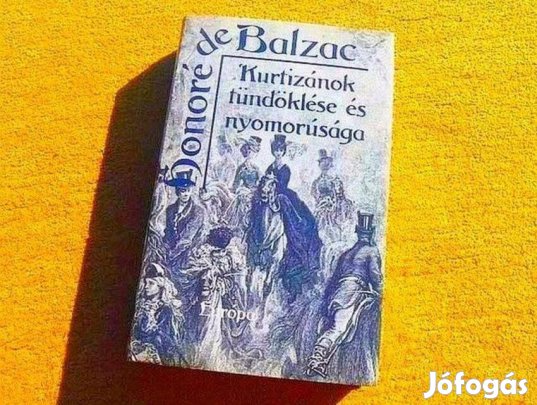 Honoré de Balzac
Kurtizánok
tündöklése és
nyomorúsága
Európa
Jófogás